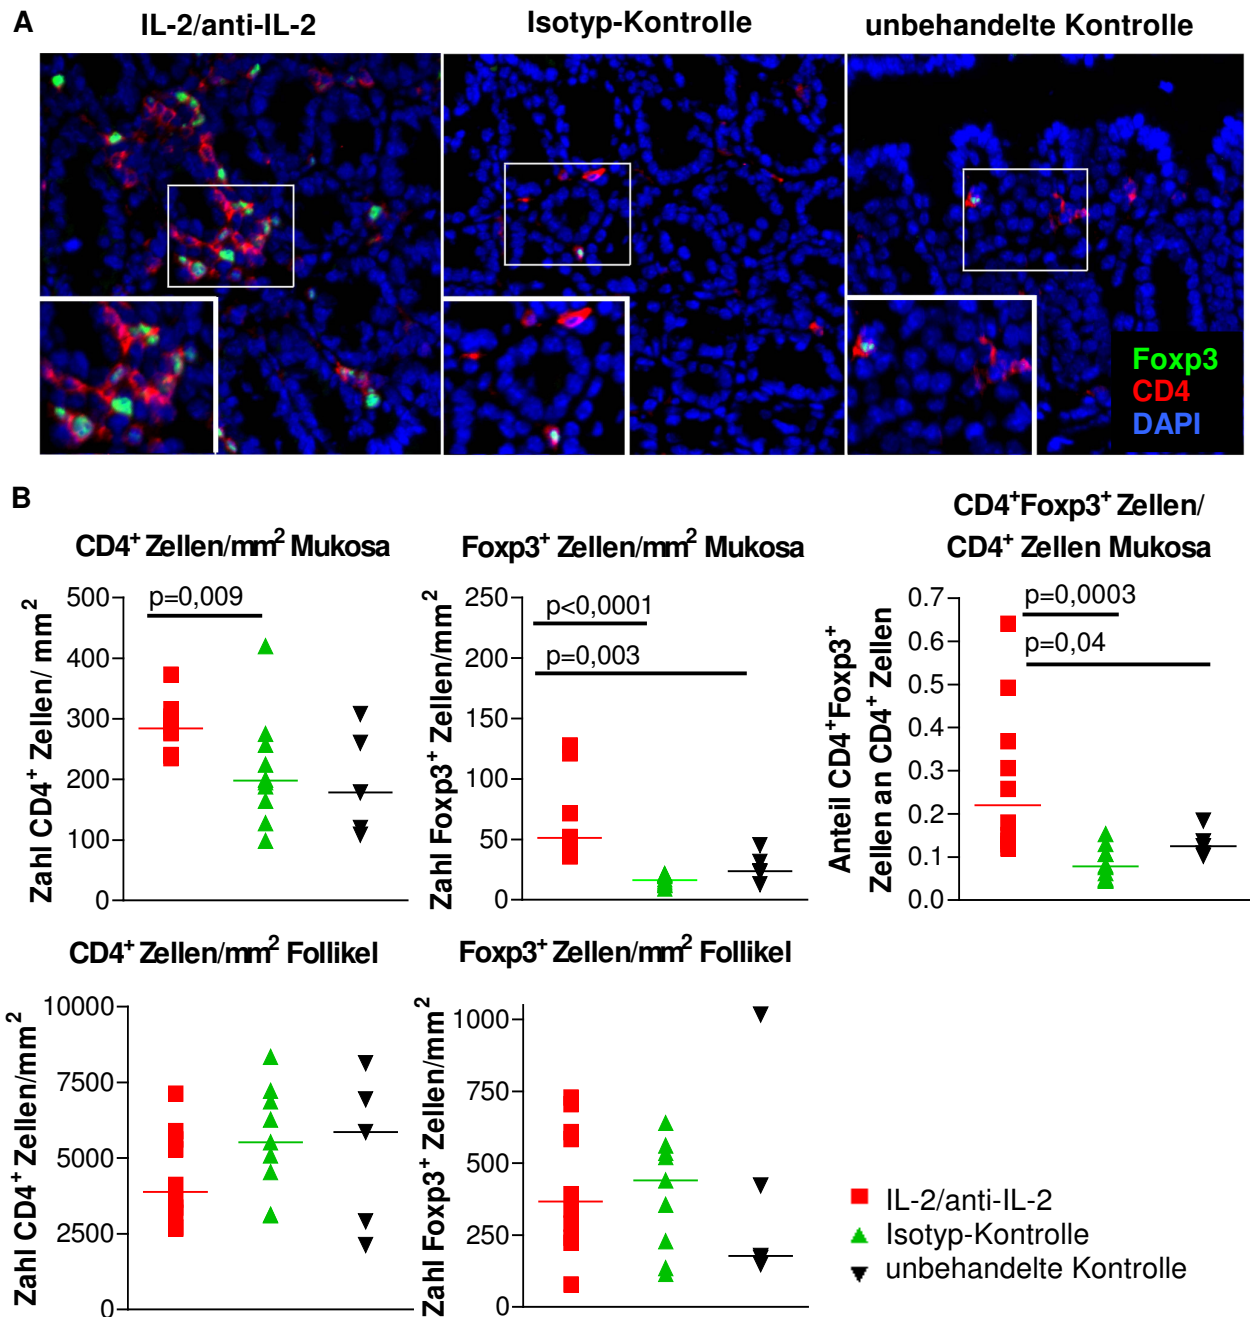 A
IL-2/anti-IL-2
Isotyp-Kontrolle
unbehandelte Kontrolle
Foxp3
CD4
DAPI
B
CD4⁺ Zellen/mm² Mukosa
Zahl CD4⁺ Zellen/ mm²
500
400
300
200
100
0
p=0,009
Foxp3⁺ Zellen/mm² Mukosa
Zahl Foxp3⁺ Zellen/mm²
250
200
150
100
50
0
p<0,0001
p=0,003
CD4⁺Foxp3⁺ Zellen/
CD4⁺ Zellen Mukosa
Anteil CD4⁺Foxp3⁺
Zellen an CD4⁺ Zellen
0.7
0.6
0.5
0.4
0.3
0.2
0.1
0.0
p=0,0003
p=0,04
CD4⁺ Zellen/mm² Follikel
Zahl CD4⁺ Zellen/mm²
10000
7500
5000
2500
0
Foxp3⁺ Zellen/mm² Follikel
Zahl Foxp3⁺ Zellen/mm²
1000
750
500
250
0
IL-2/anti-IL-2
Isotyp-Kontrolle
unbehandelte Kontrolle